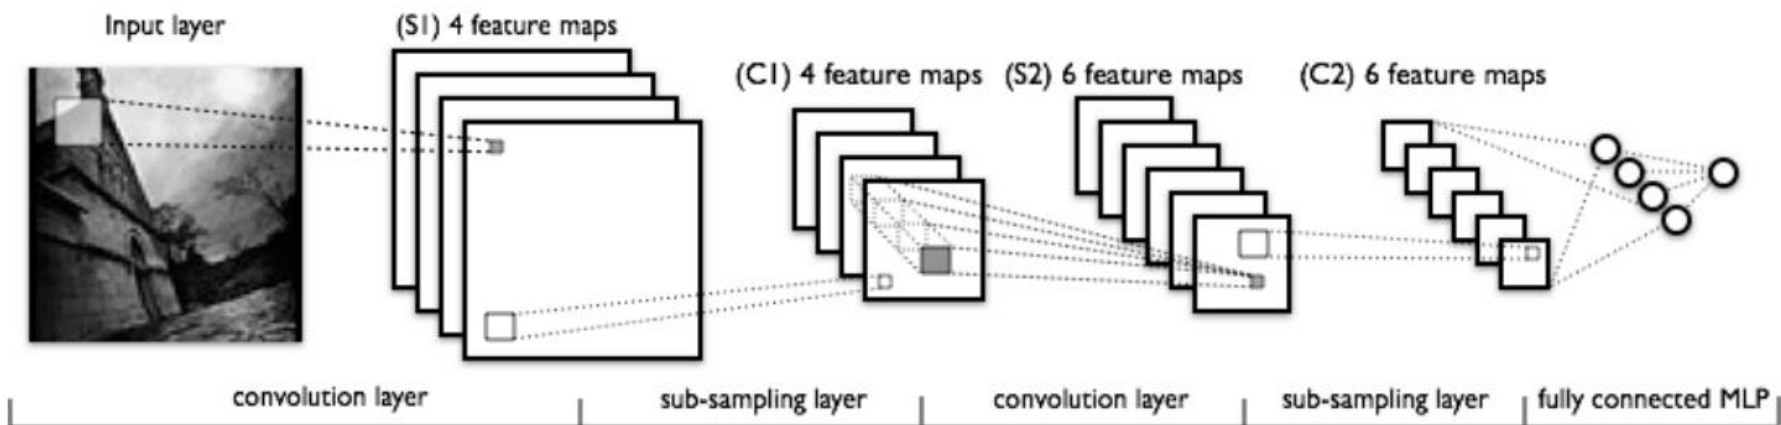 Input layer
(S1) 4 feature maps
(C1) 4 feature maps
(S2) 6 feature maps
(C2) 6 feature maps
convolution layer
sub-sampling layer
convolution layer
sub-sampling layer
fully connected MLP